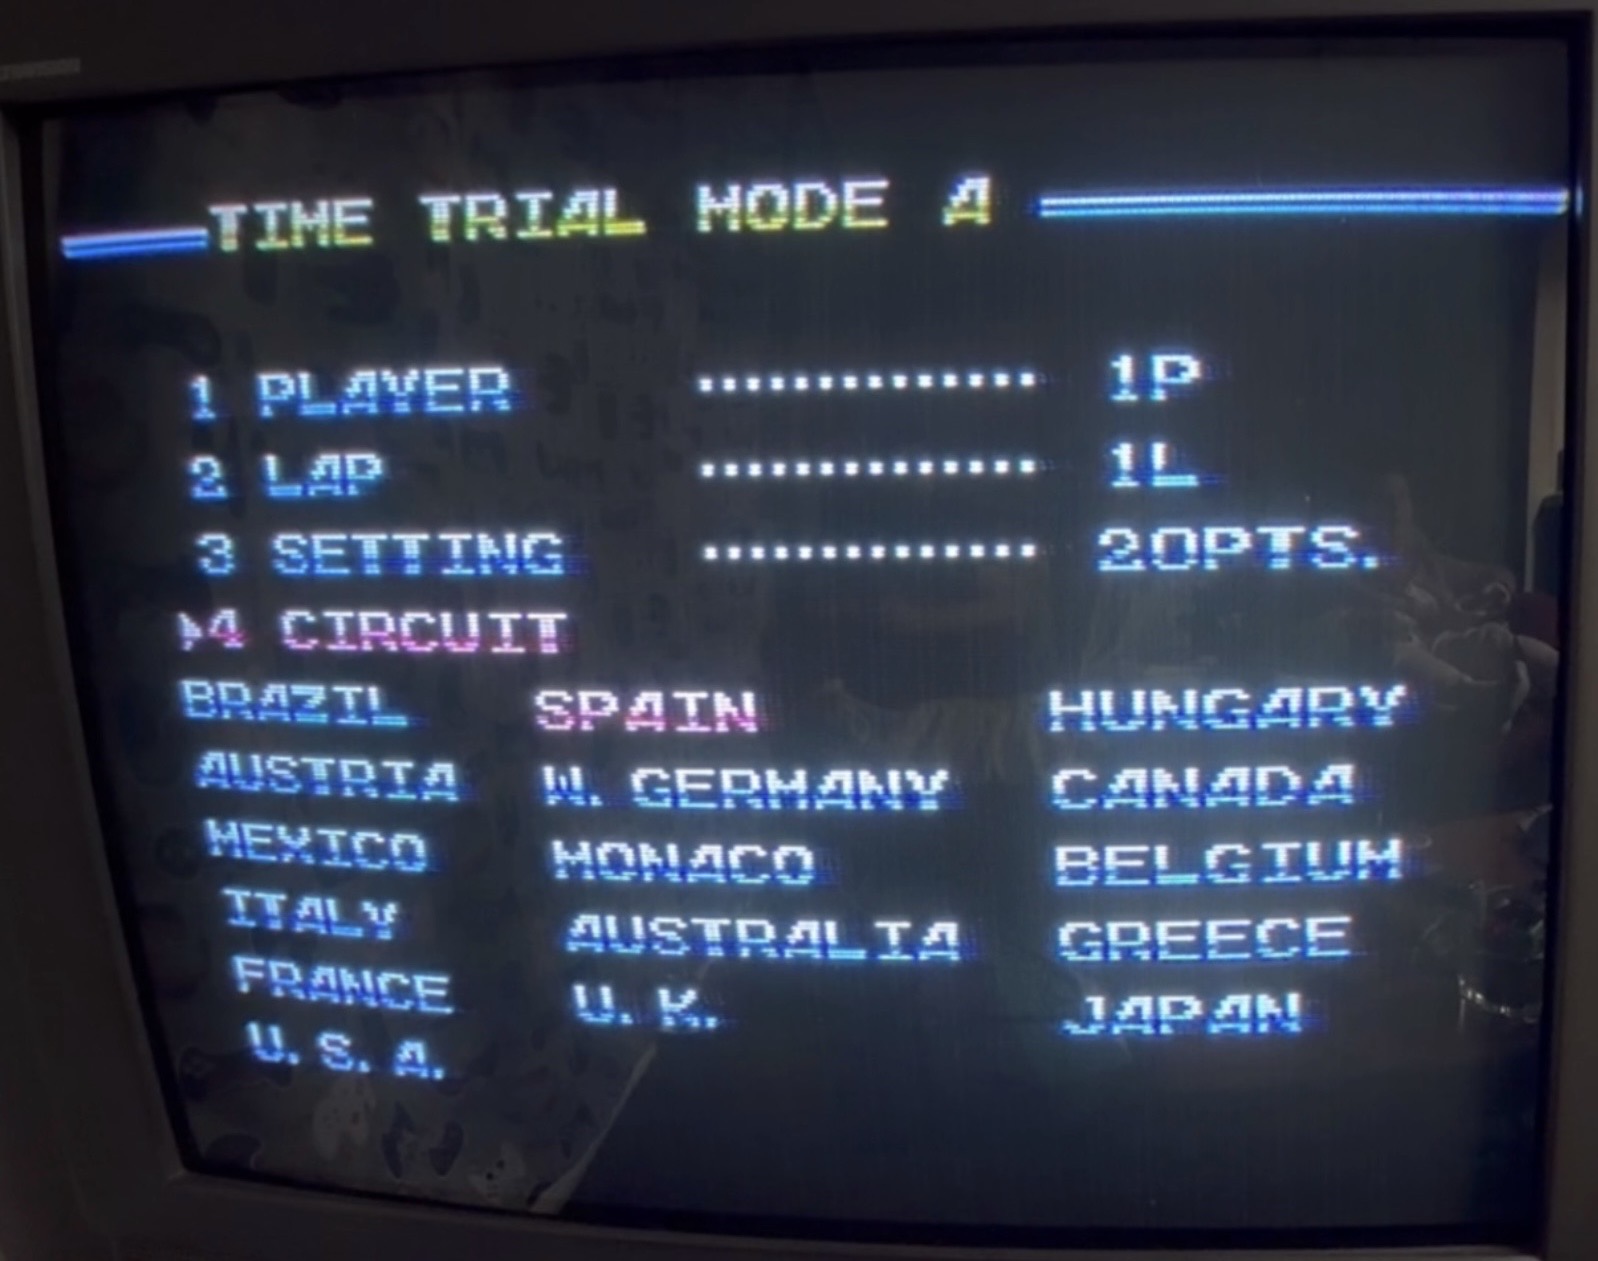 TIME TRIAL MODE A
1 PLAYER .............. 1P
2 LAP .............. 1L
3 SETTING .............. 20PTS.
4 CIRCUIT
BRAZIL SPAIN HUNGARY
AUSTRIA W. GERMANY CANADA
MEXICO MONACO BELGIUM
ITALY AUSTRALIA GREECE
FRANCE U. K. JAPAN
U. S. A.